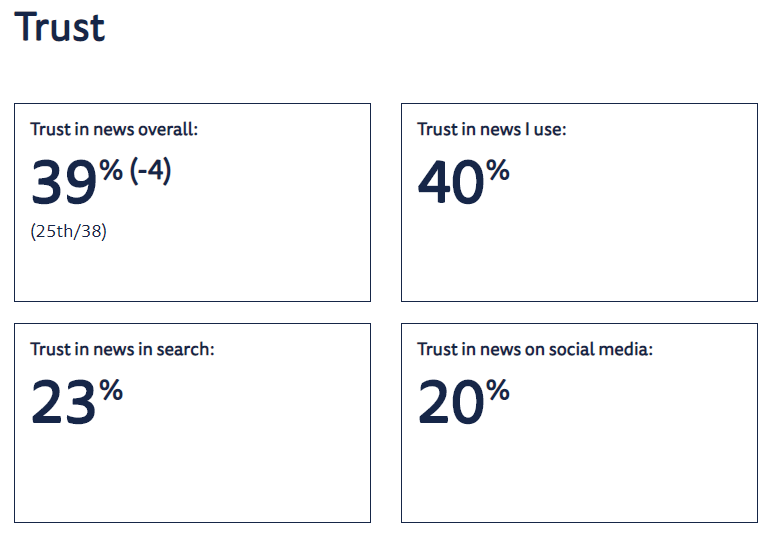 Trust
Trust in news overall:
39% (-4)
(25th/38)
Trust in news I use:
40%
Trust in news in search:
23%
Trust in news on social media:
20%